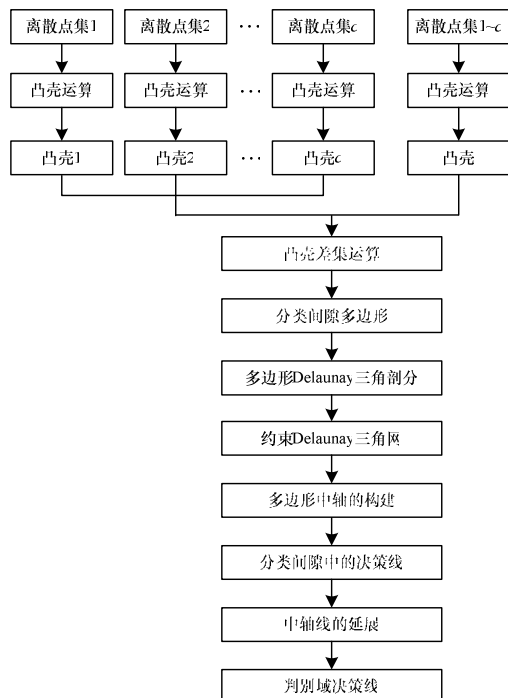 离散点集1 离散点集2 ··· 离散点集c 离散点集1~c
凸壳运算 凸壳运算 ··· 凸壳运算 凸壳运算
凸壳1 凸壳2 ··· 凸壳c 凸壳
凸壳差集运算
分类间隙多边形
多边形Delaunay三角剖分
约束Delaunay三角网
多边形中轴的构建
分类间隙中的决策线
中轴线的延展
判别域决策线